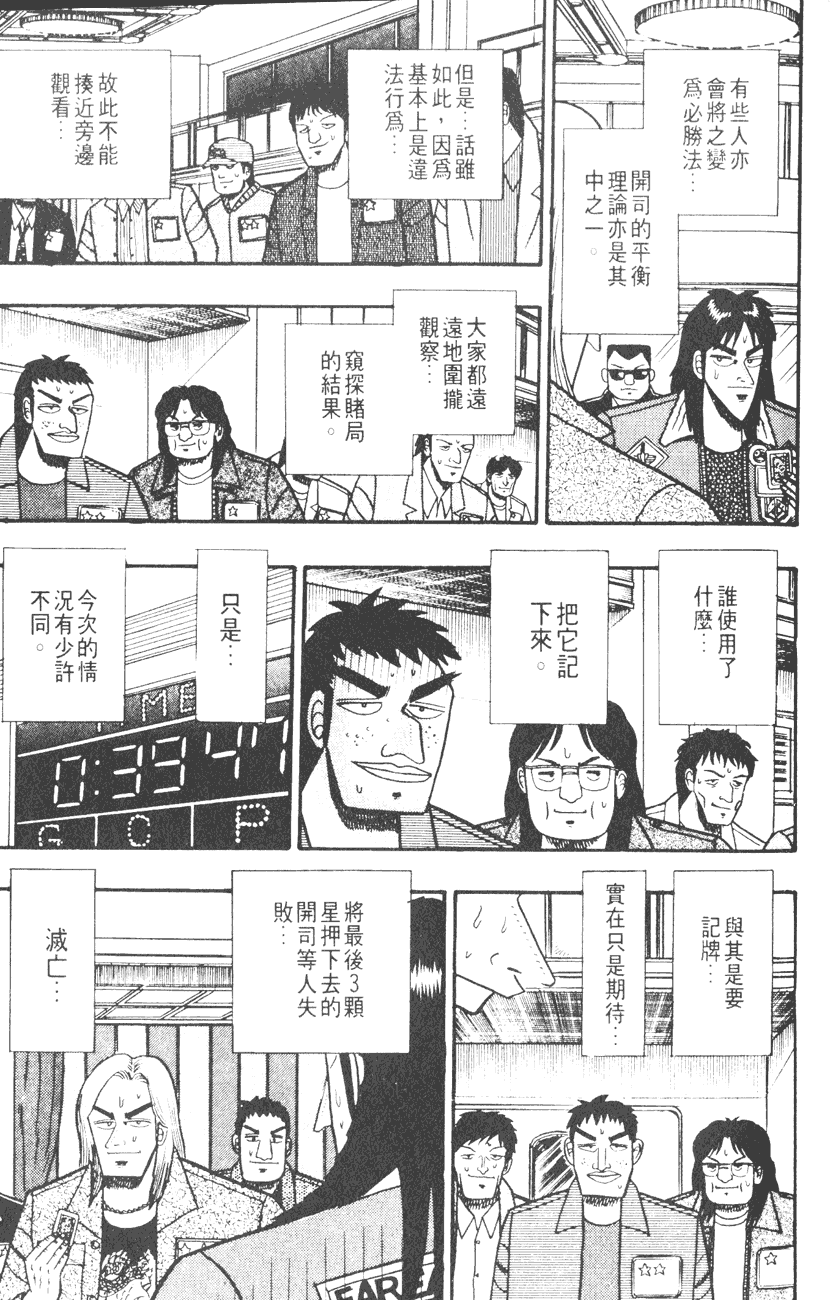 有些人亦
會將之變
爲必勝法…
開司的平衡
理論亦是其
中之一。
但是…話雖
如此，因爲
基本上是違
法行爲…
故此不能
揍近旁邊
觀看…
大家都遠
遠地圍攏
觀察…
窺探賭局
的結果。
誰使用了
什麼…
把它記
下來。
只是…
今次的情
況有少許
不同。
TIME
0:39'44"
G C P
與其是要
記牌…
實在只是期待…
將最後3顆
星押下去的
開司等人失
敗…
滅亡…